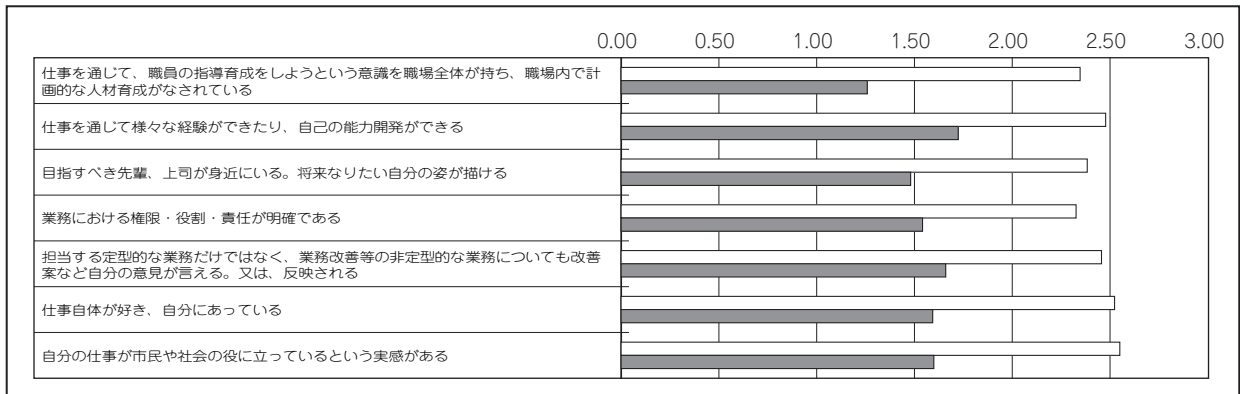 0.00 0.50 1.00 1.50 2.00 2.50 3.00
仕事を通じて、職員の指導育成をしようという意識を職場全体が持ち、職場内で計
画的な人材育成がなされている
仕事を通じて様々な経験ができたり、自己の能力開発ができる
目指すべき先輩、上司が身近にいる。将来なりたい自分の姿が描ける
業務における権限・役割・責任が明確である
担当する定型的な業務だけではなく、業務改善等の非定型的な業務についても改善
案など自分の意見が言える。又は、反映される
仕事自体が好き、自分にあっている
自分の仕事が市民や社会の役に立っているという実感がある